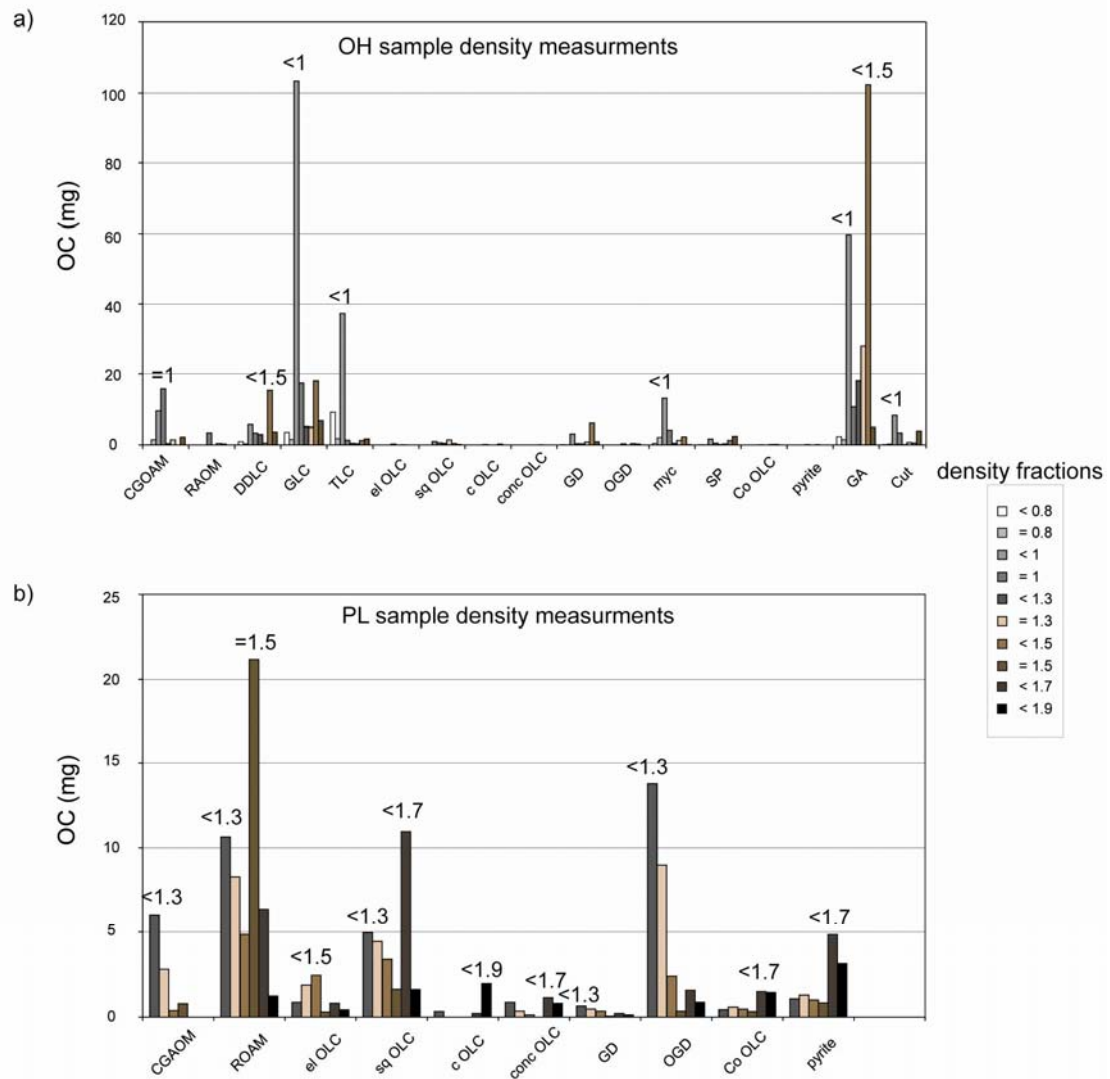 a)
OH sample density measurments
OC (mg)
120
100
80
60
40
20
0
=1
<1.5
<1
<1
<1
<1
<1.5
<1
CGOAM
RAOM
DDLC
GLC
TLC
el OLC
sq OLC
c OLC
conc OLC
GD
OGD
myc
SP
Co OLC
pyrite
GA
Cut
density fractions
< 0.8
= 0.8
< 1
= 1
< 1.3
= 1.3
< 1.5
= 1.5
< 1.7
< 1.9
b)
PL sample density measurments
OC (mg)
25
20
15
10
5
0
<1.3
<1.3
=1.5
<1.5
<1.3
<1.7
<1.9
<1.7
<1.3
<1.3
<1.7
<1.7
CGAOM
ROAM
el OLC
sq OLC
c OLC
conc OLC
GD
OGD
Co OLC
pyrite